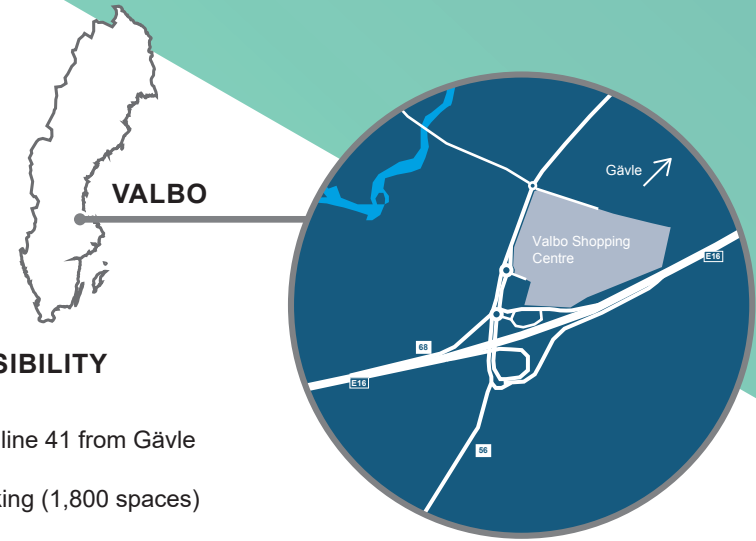 VALBO
Gävle
Valbo Shopping
Centre
E16
68
E16
56
SIBILITY
line 41 from Gävle
king (1,800 spaces)